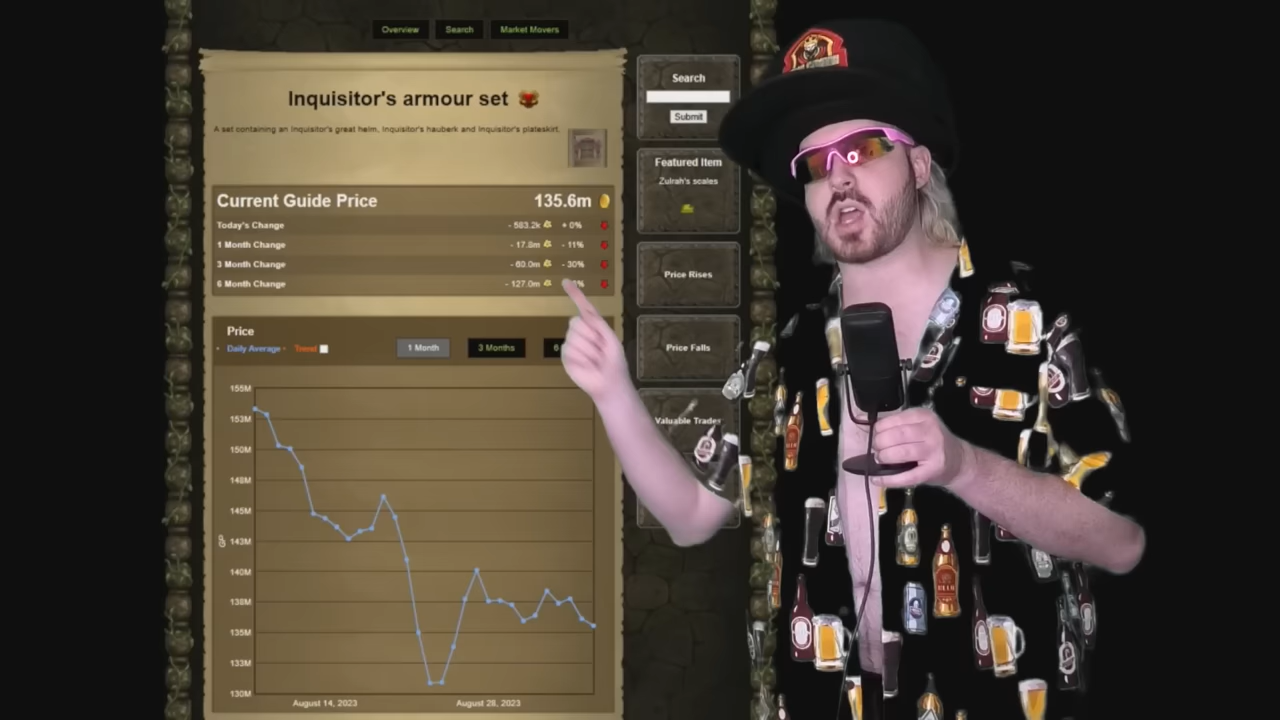 Overview Search Market Movers
Inquisitor's armour set
A set containing an Inquisitor's great helm, Inquisitor's hauberk and Inquisitor's plateskirt.
Current Guide Price 135.6m
Today's Change - 583.2k + 0%
1 Month Change - 17.8m - 11%
3 Month Change - 60.0m - 30%
6 Month Change - 127.0m
Price
Daily Average Trend
1 Month 3 Months 6
155M
153M
150M
148M
145M
143M
140M
138M
135M
133M
130M
GP
August 14, 2023 August 28, 2023
Search
Submit
Featured Item
Zulrah's scales
Price Rises
Price Falls
Valuable Trades
BEER